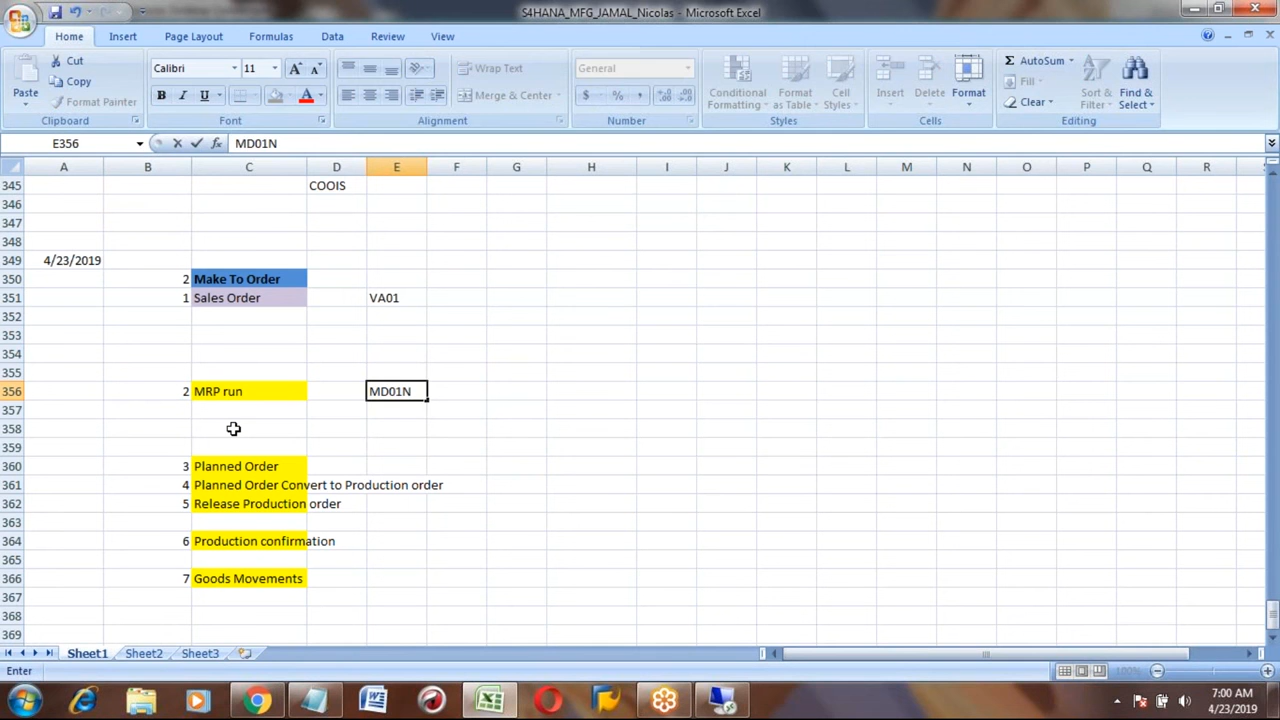 S4HANA_MFG_JAMAL_Nicolas - Microsoft Excel
Home Insert Page Layout Formulas Data Review View
Paste Cut Copy Format Painter
Clipboard
Calibri 11
B I U A
Font
Wrap Text
Merge & Center
Alignment
General
$ % ,
Number
Conditional Formatting
Format as Table
Cell Styles
Styles
Insert Delete Format
Cells
AutoSum
Fill
Clear
Sort & Filter
Find & Select
Editing
E356 fx MD01N
A B C D E F G H I J K L M N O P Q R
345 COOIS
346
347
348
349 4/23/2019
350 2 Make To Order
351 1 Sales Order VA01
352
353
354
355
356 2 MRP run MD01N
357
358
359
360 3 Planned Order
361 4 Planned Order Convert to Production order
362 5 Release Production order
363
364 6 Production confirmation
365
366 7 Goods Movements
367
368
369
Sheet1 Sheet2 Sheet3
Enter 100%
7:00 AM
4/23/2019